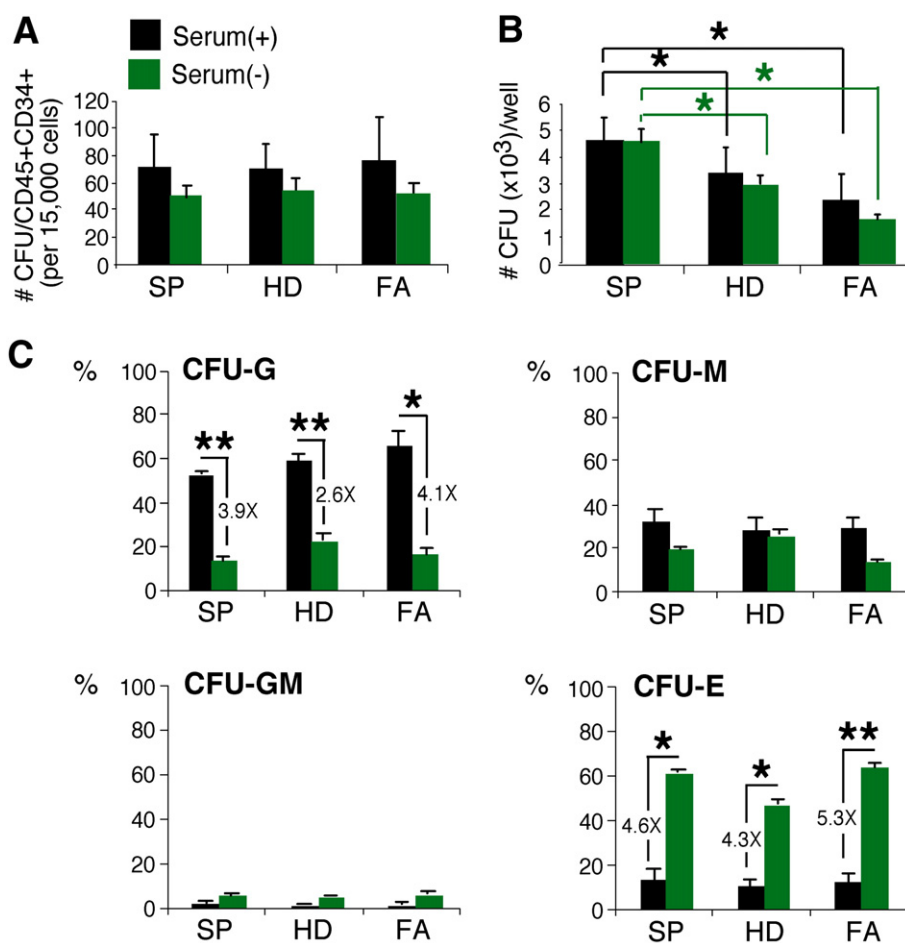 A
Serum(+)
Serum(-)
# CFU/CD45+CD34+
(per 15,000 cells)
120
100
80
60
40
20
0
SP HD FA
B
* * * *
# CFU (x10³)/well
6
5
4
3
2
1
0
SP HD FA
C
% CFU-G
100
80
60
40
20
0
** ** *
3.9X 2.6X 4.1X
SP HD FA
% CFU-M
100
80
60
40
20
0
SP HD FA
% CFU-GM
100
80
60
40
20
0
SP HD FA
% CFU-E
100
80
60
40
20
0
* * **
4.6X 4.3X 5.3X
SP HD FA